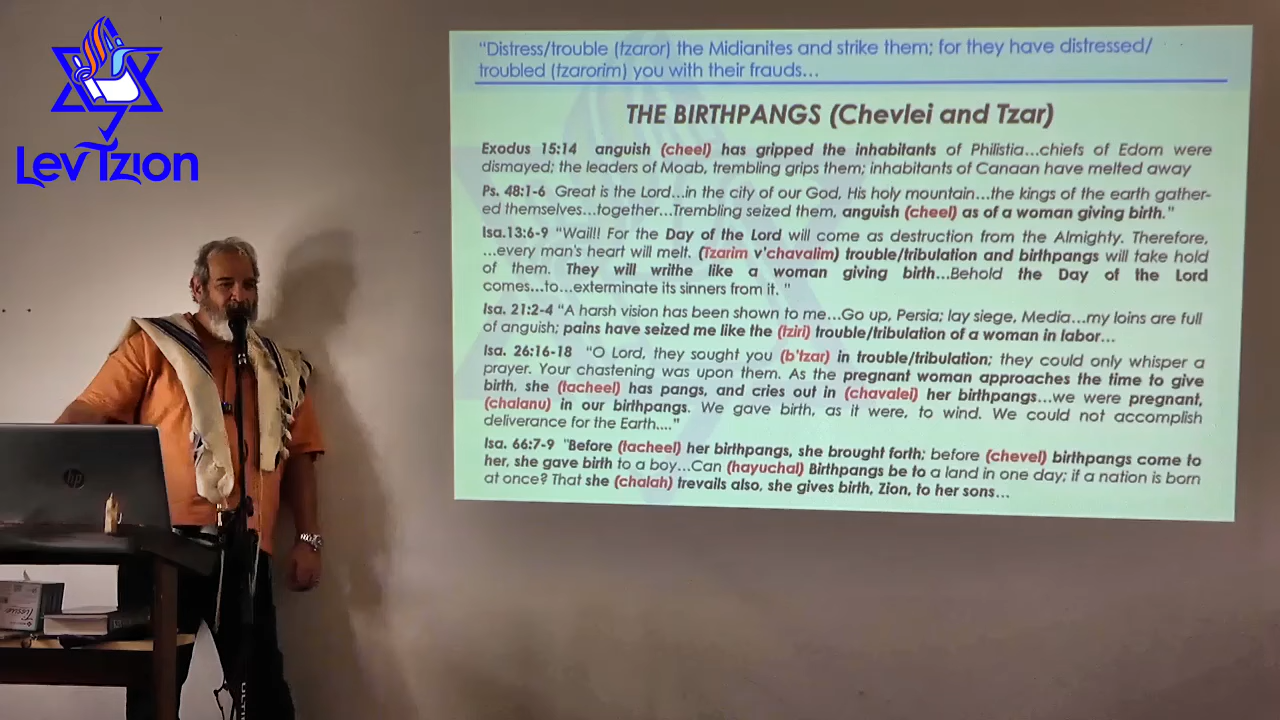 Lev Tzion
"Distress/trouble (tzaror) the Midianites and strike them; for they have distressed/
troubled (tzarorim) you with their frauds...
THE BIRTHPANGS (Chevlei and Tzar)
Exodus 15:14 anguish (cheel) has gripped the inhabitants of Philistia...chiefs of Edom were
dismayed; the leaders of Moab, trembling grips them; inhabitants of Canaan have melted away
Ps. 48:1-6 Great is the Lord...in the city of our God, His holy mountain...the kings of the earth gather-
ed themselves...together...Trembling seized them, anguish (cheel) as of a woman giving birth."
Isa.13:6-9 "Wail!! For the Day of the Lord will come as destruction from the Almighty. Therefore,
...every man's heart will melt. (Tzarim v'chavalim) trouble/tribulation and birthpangs will take hold
of them. They will writhe like a woman giving birth...Behold the Day of the Lord
comes...to...exterminate its sinners from it. "
Isa. 21:2-4 "A harsh vision has been shown to me...Go up, Persia; lay siege, Media...my loins are full
of anguish; pains have seized me like the (tziri) trouble/tribulation of a woman in labor...
Isa. 26:16-18 "O Lord, they sought you (b'tzar) in trouble/tribulation; they could only whisper a
prayer. Your chastening was upon them. As the pregnant woman approaches the time to give
birth, she (tacheel) has pangs, and cries out in (chavalei) her birthpangs...we were pregnant,
(chalanu) in our birthpangs. We gave birth, as it were, to wind. We could not accomplish
deliverance for the Earth...."
Isa. 66:7-9 "Before (tacheel) her birthpangs, she brought forth; before (chevel) birthpangs come to
her, she gave birth to a boy...Can (hayuchal) Birthpangs be to a land in one day; if a nation is born
at once? That she (chalah) trevails also, she gives birth, Zion, to her sons...
hp